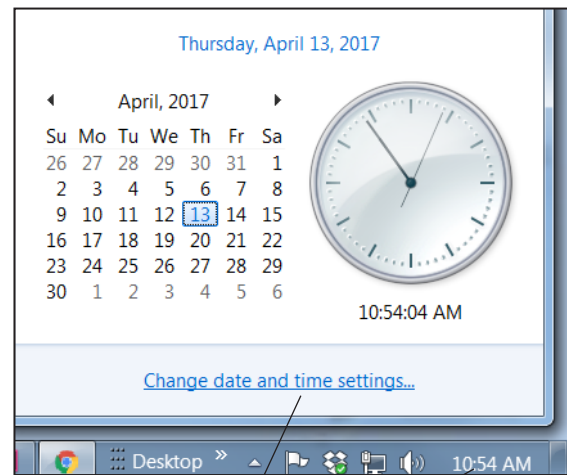 Thursday, April 13, 2017
April, 2017
Su Mo Tu We Th Fr Sa
26 27 28 29 30 31 1
2 3 4 5 6 7 8
9 10 11 12 13 14 15
16 17 18 19 20 21 22
23 24 25 26 27 28 29
30 1 2 3 4 5 6
10:54:04 AM
Change date and time settings...
Desktop »
10:54 AM